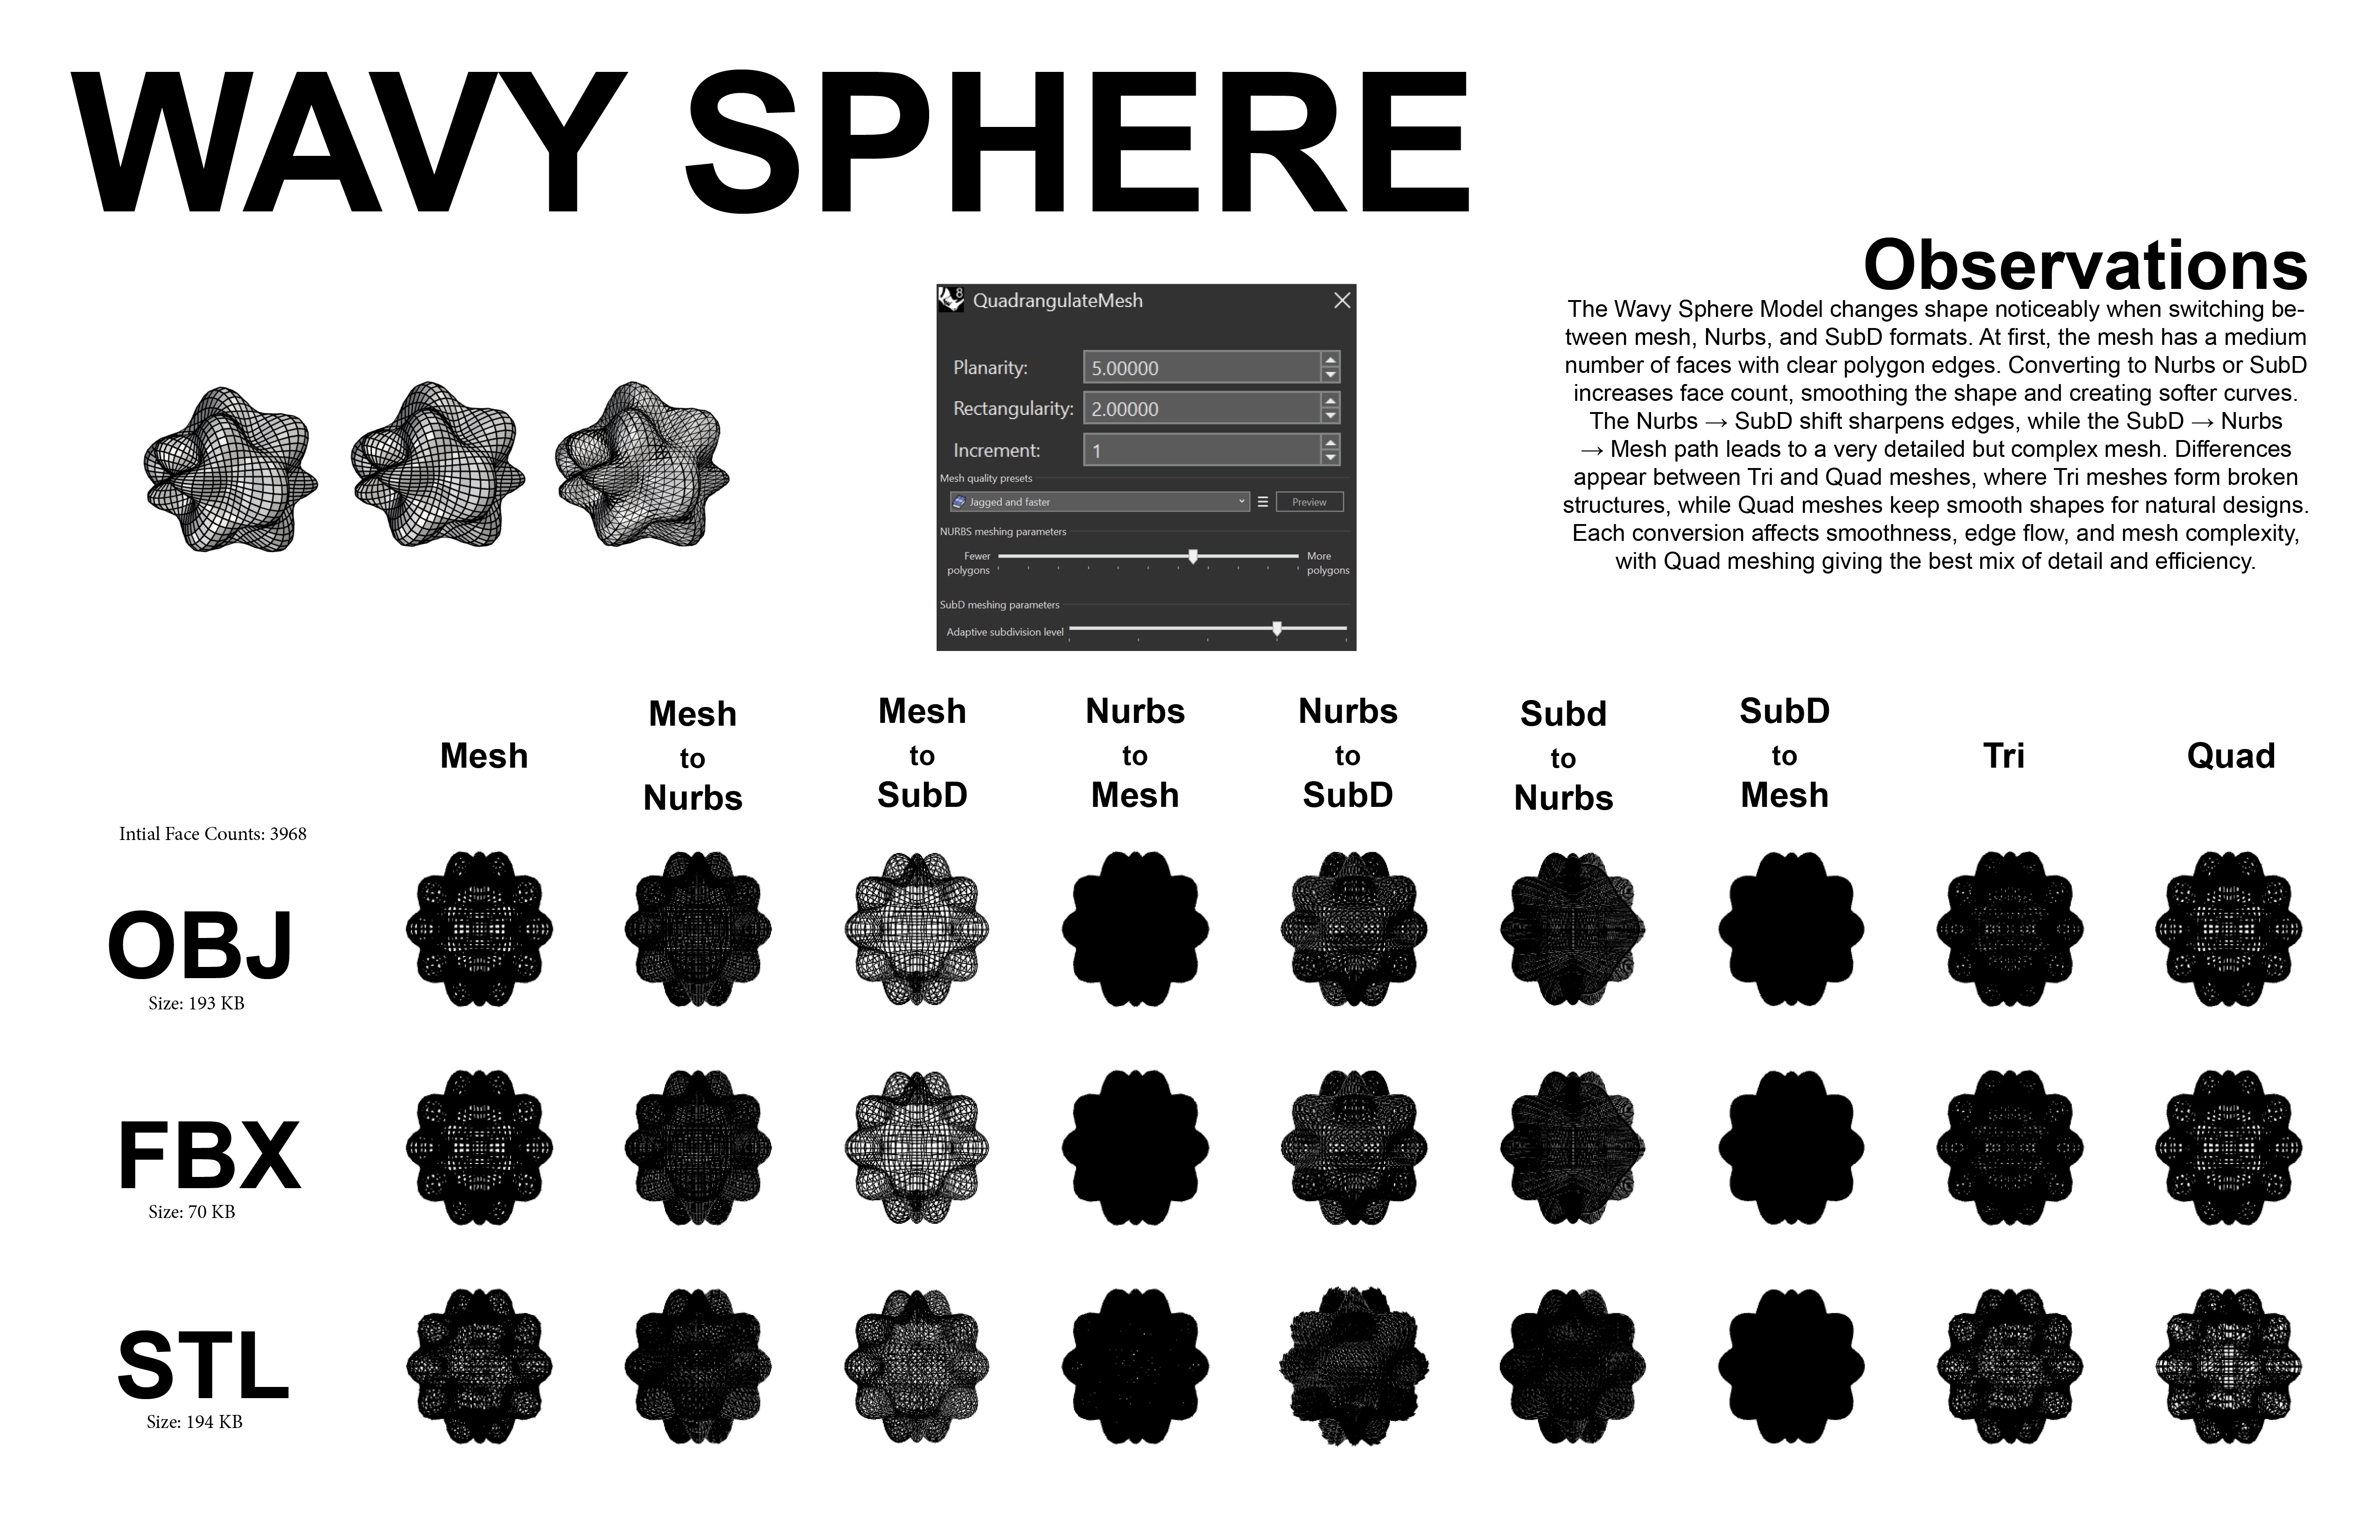 WAVY SPHERE
Observations
The Wavy Sphere Model changes shape noticeably when switching be-
tween mesh, Nurbs, and SubD formats. At first, the mesh has a medium
number of faces with clear polygon edges. Converting to Nurbs or SubD
increases face count, smoothing the shape and creating softer curves.
The Nurbs → SubD shift sharpens edges, while the SubD → Nurbs
→ Mesh path leads to a very detailed but complex mesh. Differences
appear between Tri and Quad meshes, where Tri meshes form broken
structures, while Quad meshes keep smooth shapes for natural designs.
Each conversion affects smoothness, edge flow, and mesh complexity,
with Quad meshing giving the best mix of detail and efficiency.
8
QuadrangulateMesh
Planarity: 5.00000
Rectangularity: 2.00000
Increment: 1
Mesh quality presets
Jagged and faster
Preview
NURBS meshing parameters
Fewer
polygons
More
polygons
SubD meshing parameters
Adaptive subdivision level
Mesh
Mesh
to
Nurbs
Mesh
to
SubD
Nurbs
to
Mesh
Nurbs
to
SubD
Subd
to
Nurbs
SubD
to
Mesh
Tri
Quad
Intial Face Counts: 3968
OBJ
Size: 193 KB
FBX
Size: 70 KB
STL
Size: 194 KB